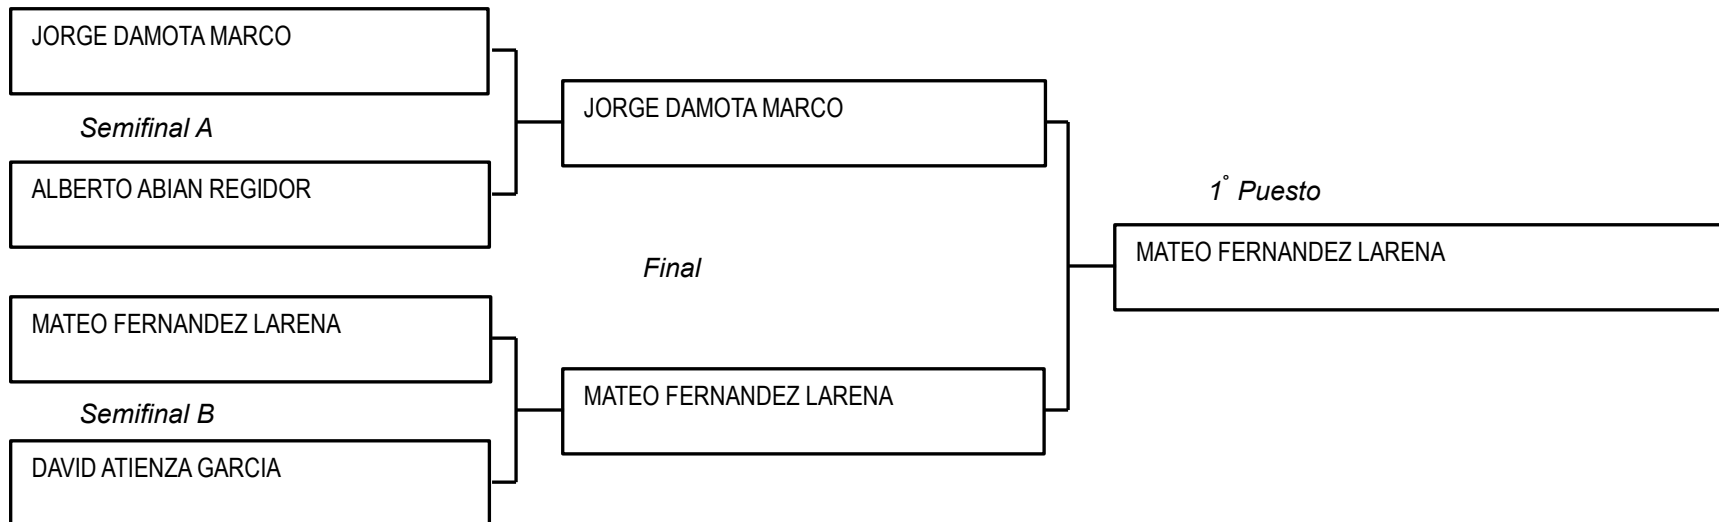 JORGE DAMOTA MARCO
Semifinal A
ALBERTO ABIAN REGIDOR
MATEO FERNANDEZ LARENA
Semifinal B
DAVID ATIENZA GARCIA
JORGE DAMOTA MARCO
Final
MATEO FERNANDEZ LARENA
1° Puesto
MATEO FERNANDEZ LARENA